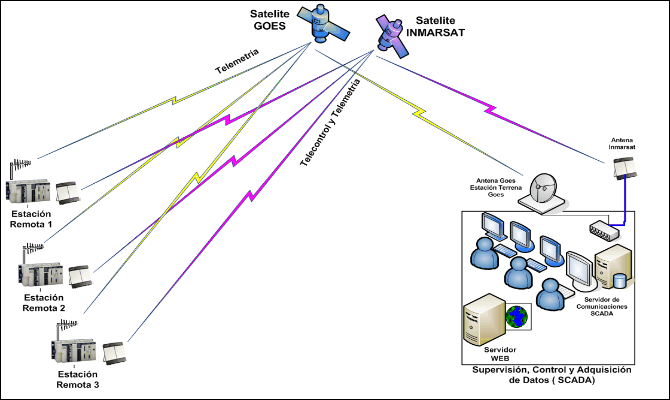 Satelite
GOES
Satelite
INMARSAT
Telemetria
Telecontrol y Telemetria
Antena
Inmarsat
Antena Goes
Estación Terrena
Goes
Estación
Remota 1
Estación
Remota 2
Estación
Remota 3
Servidor de
Comunicaciones
SCADA
Servidor
WEB
Supervisión, Control y Adquisición
de Datos ( SCADA)